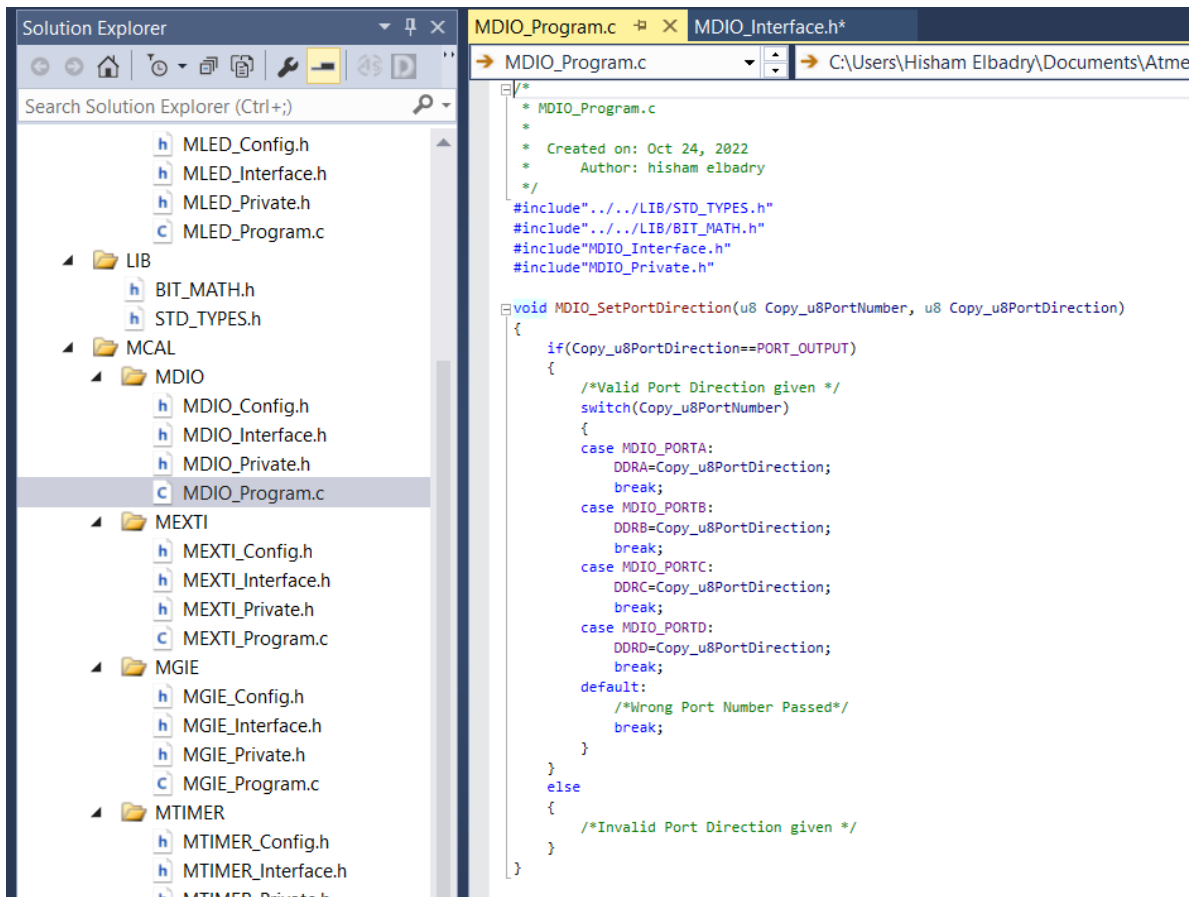 Solution Explorer
Search Solution Explorer (Ctrl+;)
MLED_Config.h
MLED_Interface.h
MLED_Private.h
MLED_Program.c
LIB
BIT_MATH.h
STD_TYPES.h
MCAL
MDIO
MDIO_Config.h
MDIO_Interface.h
MDIO_Private.h
MDIO_Program.c
MEXTI
MEXTI_Config.h
MEXTI_Interface.h
MEXTI_Private.h
MEXTI_Program.c
MGIE
MGIE_Config.h
MGIE_Interface.h
MGIE_Private.h
MGIE_Program.c
MTIMER
MTIMER_Config.h
MTIMER_Interface.h
MTIMER_Private.h
MDIO_Program.c MDIO_Interface.h*
MDIO_Program.c C:\Users\Hisham Elbadry\Documents\Atme
/*
* MDIO_Program.c
*
* Created on: Oct 24, 2022
* Author: hisham elbadry
*/
#include"../../LIB/STD_TYPES.h"
#include"../../LIB/BIT_MATH.h"
#include"MDIO_Interface.h"
#include"MDIO_Private.h"
void MDIO_SetPortDirection(u8 Copy_u8PortNumber, u8 Copy_u8PortDirection)
{
if(Copy_u8PortDirection==PORT_OUTPUT)
{
/*Valid Port Direction given */
switch(Copy_u8PortNumber)
{
case MDIO_PORTA:
DDRA=Copy_u8PortDirection;
break;
case MDIO_PORTB:
DDRB=Copy_u8PortDirection;
break;
case MDIO_PORTC:
DDRC=Copy_u8PortDirection;
break;
case MDIO_PORTD:
DDRD=Copy_u8PortDirection;
break;
default:
/*Wrong Port Number Passed*/
break;
}
}
else
{
/*Invalid Port Direction given */
}
}